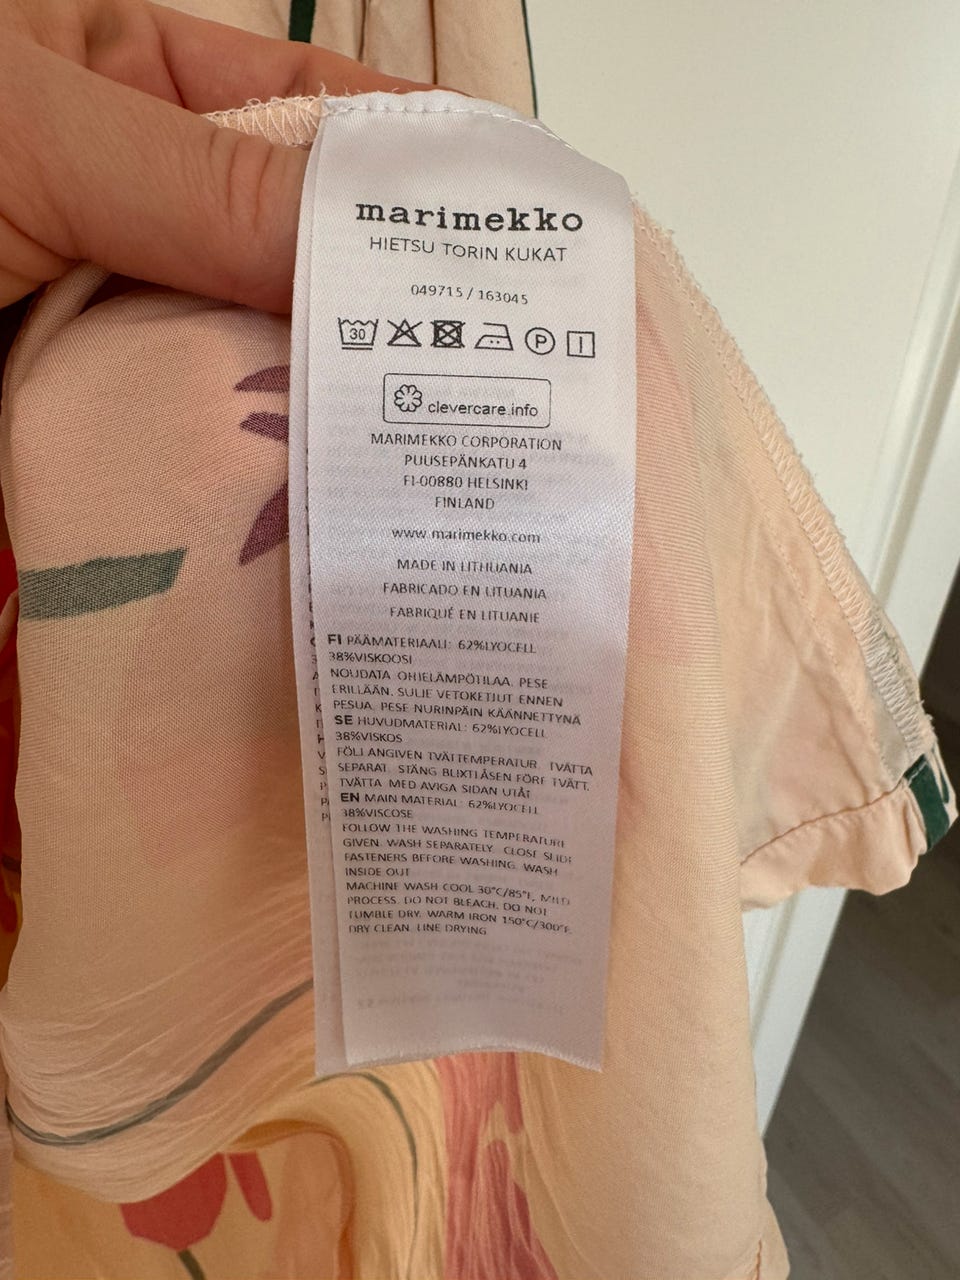 marimekko
HIETSU TORIN KUKAT
049715 / 163045
30
P
clevercare.info
MARIMEKKO CORPORATION
PUUSEPÄNKATU 4
FI-00880 HELSINKI
FINLAND
www.marimekko.com
MADE IN LITHUANIA
FABRICADO EN LITUANIA
FABRIQUÉ EN LITUANIE
FI PÄÄMATERIAALI: 62%LYOCELL
38%VISKOOSI
NOUDATA OHJELÄMPÖTILAA. PESE
ERILLÄÄN. SULJE VETOKETJUT ENNEN
PESUA. PESE NURINPÄIN KÄÄNNETTYNÄ
SE HUVUDMATERIAL: 62%LYOCELL
38%VISKOS
FÖLJ ANGIVEN TVÄTTEMPERATUR. TVÄTTA
SEPARAT. STÄNG BLIXTLÅSEN FÖRE TVÄTT.
TVÄTTA MED AVIGA SIDAN UTÅT
EN MAIN MATERIAL: 62%LYOCELL
38%VISCOSE
FOLLOW THE WASHING TEMPERATURE
GIVEN. WASH SEPARATELY. CLOSE SLIDE
FASTENERS BEFORE WASHING. WASH
INSIDE OUT
MACHINE WASH COOL 30°C/85°F, MILD
PROCESS. DO NOT BLEACH. DO NOT
TUMBLE DRY. WARM IRON 150°C/300°F.
DRY CLEAN. LINE DRYING